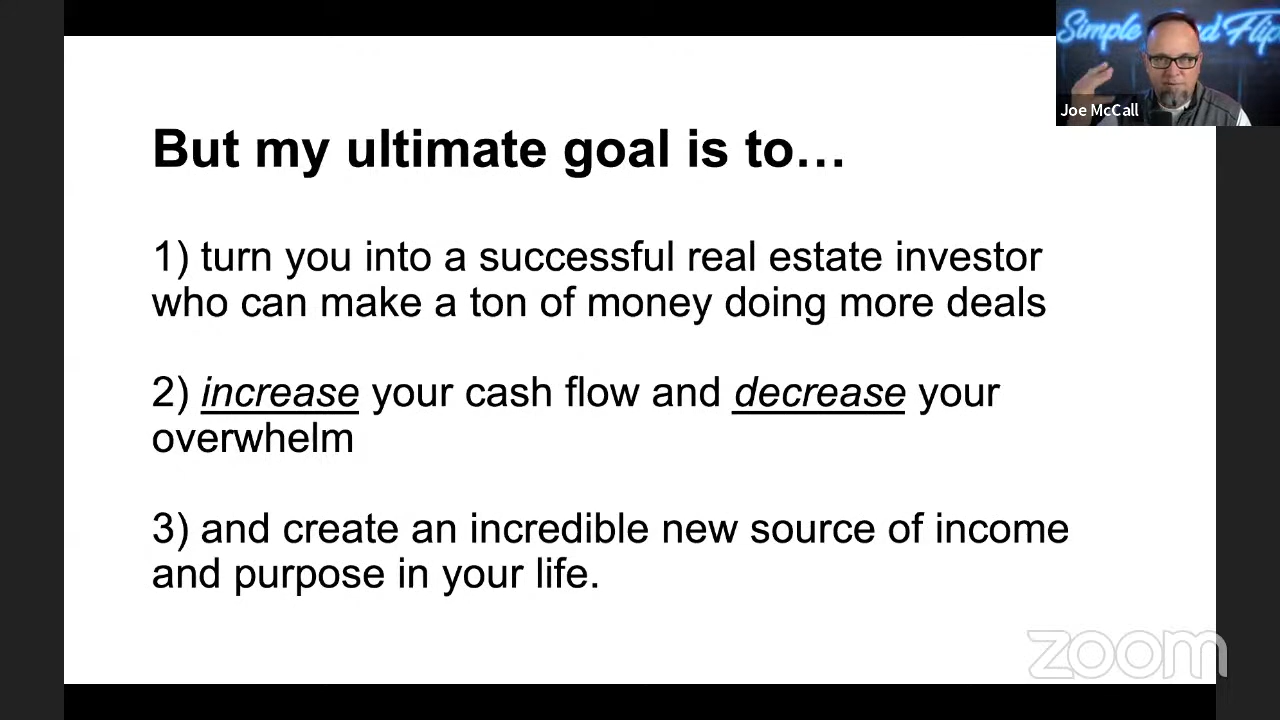 Simple Flip
Joe McCall
But my ultimate goal is to…
1) turn you into a successful real estate investor
who can make a ton of money doing more deals
2) increase your cash flow and decrease your
overwhelm
3) and create an incredible new source of income
and purpose in your life.
zoom